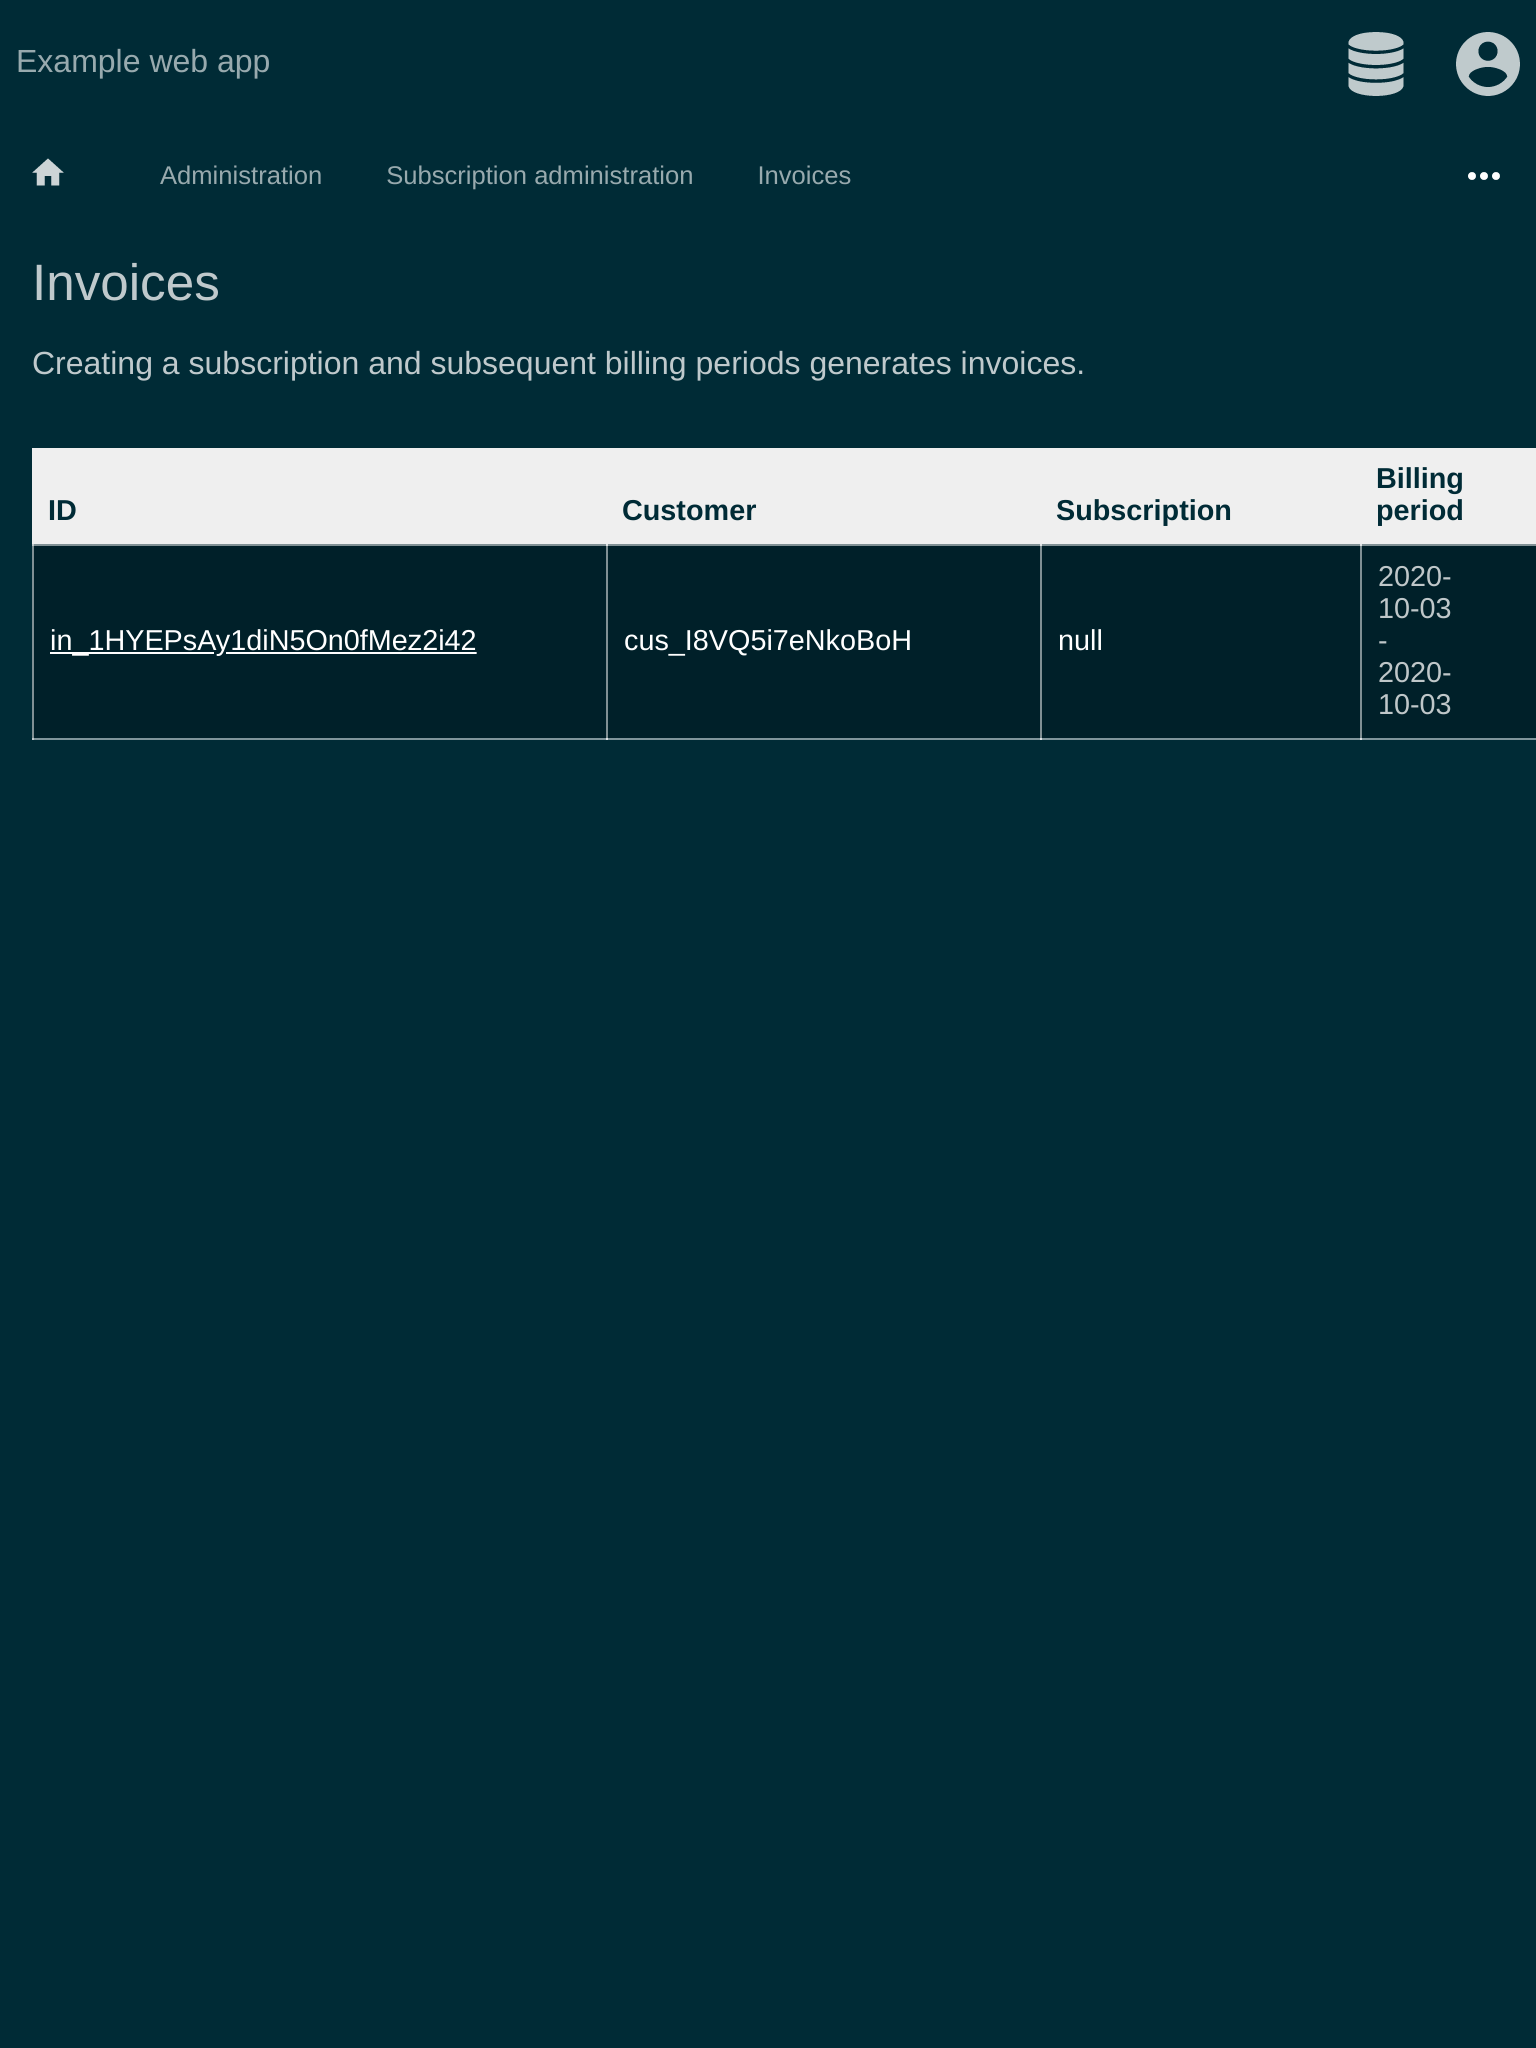 Example web app
Administration Subscription administration Invoices
Invoices
Creating a subscription and subsequent billing periods generates invoices.
ID Customer Subscription Billing
period
in_1HYEPsAy1diN5On0fMez2i42 cus_I8VQ5i7eNkoBoH null 2020-
10-03
-
2020-
10-03